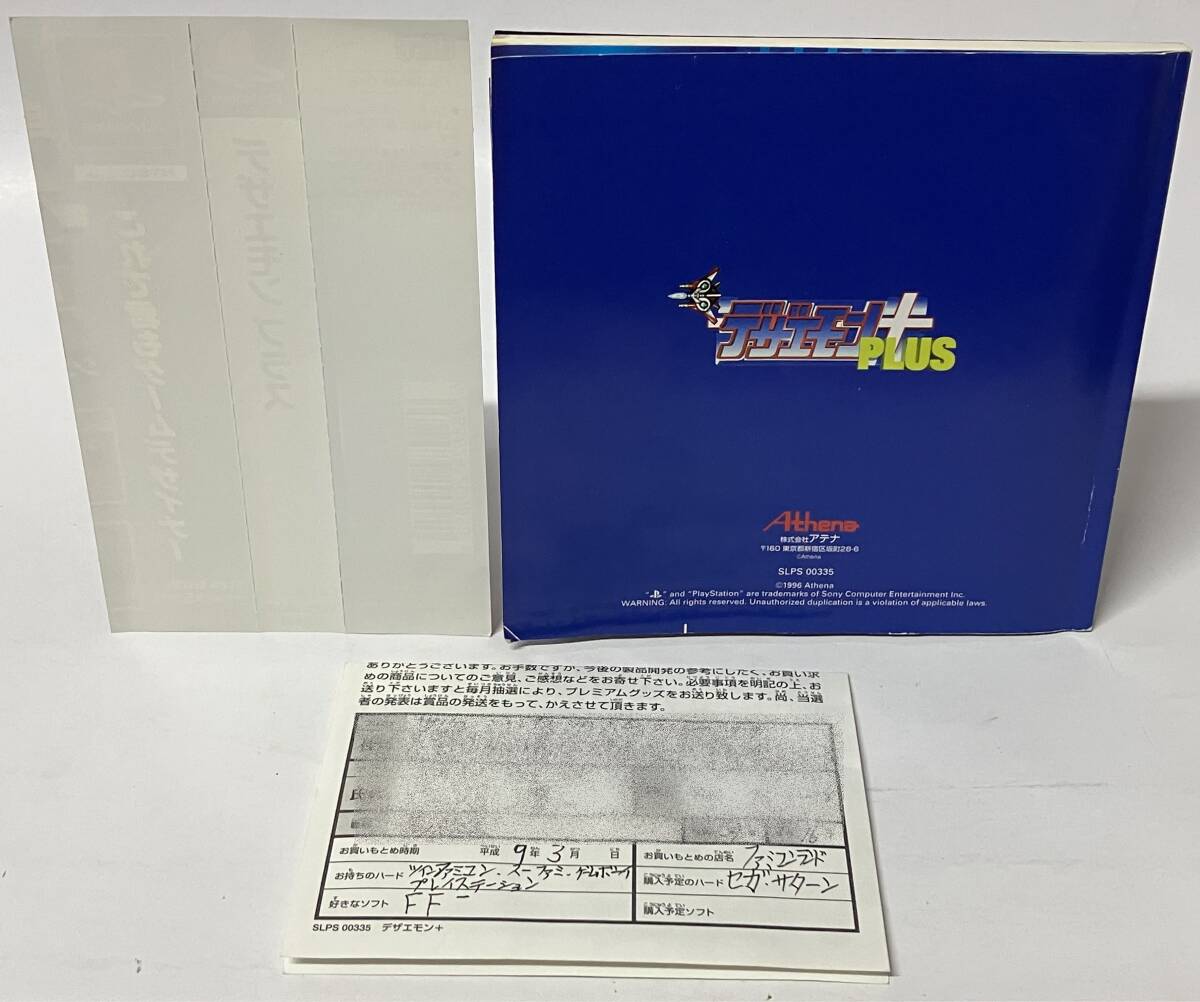 デザエモン+
PLUS
Athena
株式会社アテナ
〒160 東京都新宿区坂町28-6
©Athena
SLPS 00335
©1996 Athena
" " and "PlayStation" are trademarks of Sony Computer Entertainment Inc.
WARNING: All rights reserved. Unauthorized duplication is a violation of applicable laws.
ありがとうございます。お手数ですが、今後の製品開発の参考にしたく、お買い求
めの商品についてのご意見、ご感想などをお寄せ下さい。必要事項を明記の上、お
送り下さいますと毎月抽選により、プレミアムグッズをお送り致します。尚、当選
者の発表は賞品の発送をもって、かえさせて頂きます。
氏
16
お買いもとめ時期 平成 9年 3月 日 お買いもとめの店名 ファミコンランド
お持ちのハード ツインファミコン、スーファミ、ゲームボーイ
プレイステーション
購入予定のハード セガ・サターン
好きなソフト FF 購入予定ソフト
SLPS 00335 デザエモン+